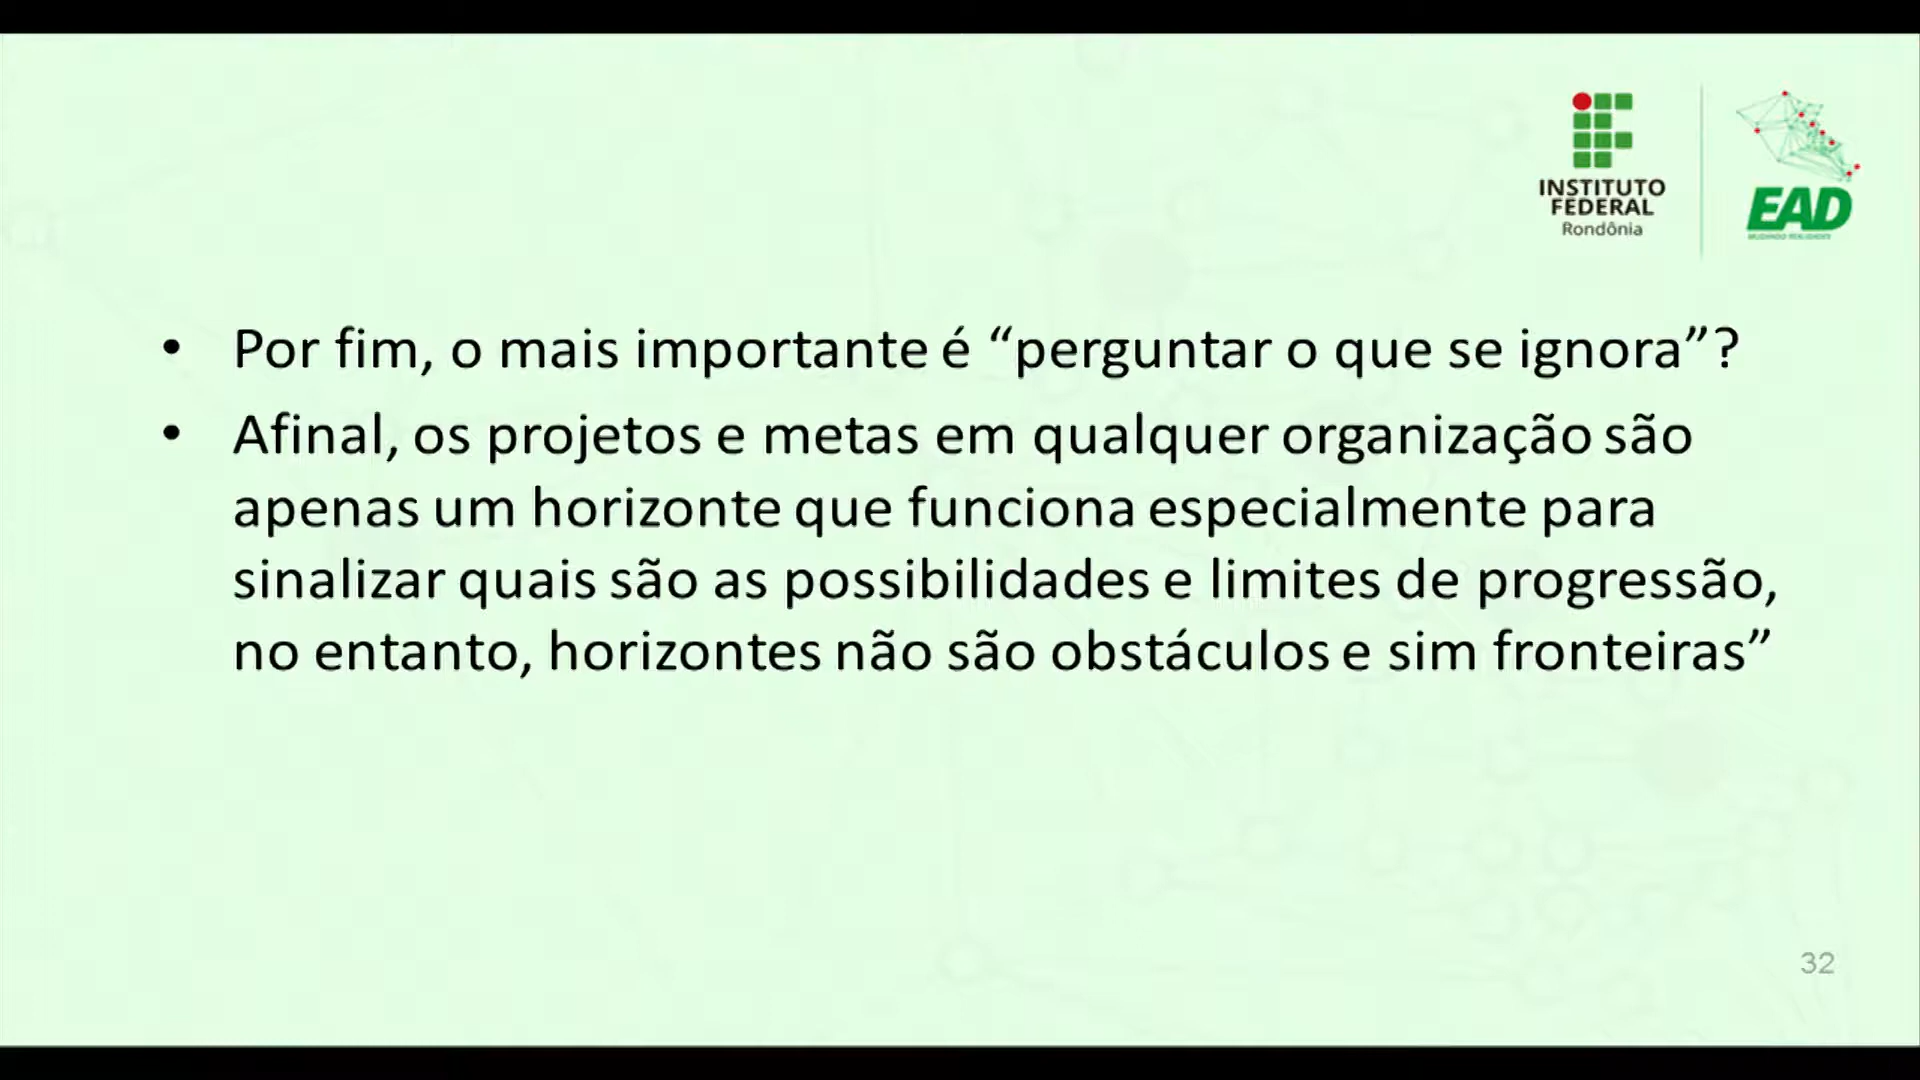 INSTITUTO
FEDERAL
Rondônia
EAD
• Por fim, o mais importante é “perguntar o que se ignora”?
• Afinal, os projetos e metas em qualquer organização são
apenas um horizonte que funciona especialmente para
sinalizar quais são as possibilidades e limites de progressão,
no entanto, horizontes não são obstáculos e sim fronteiras”
32